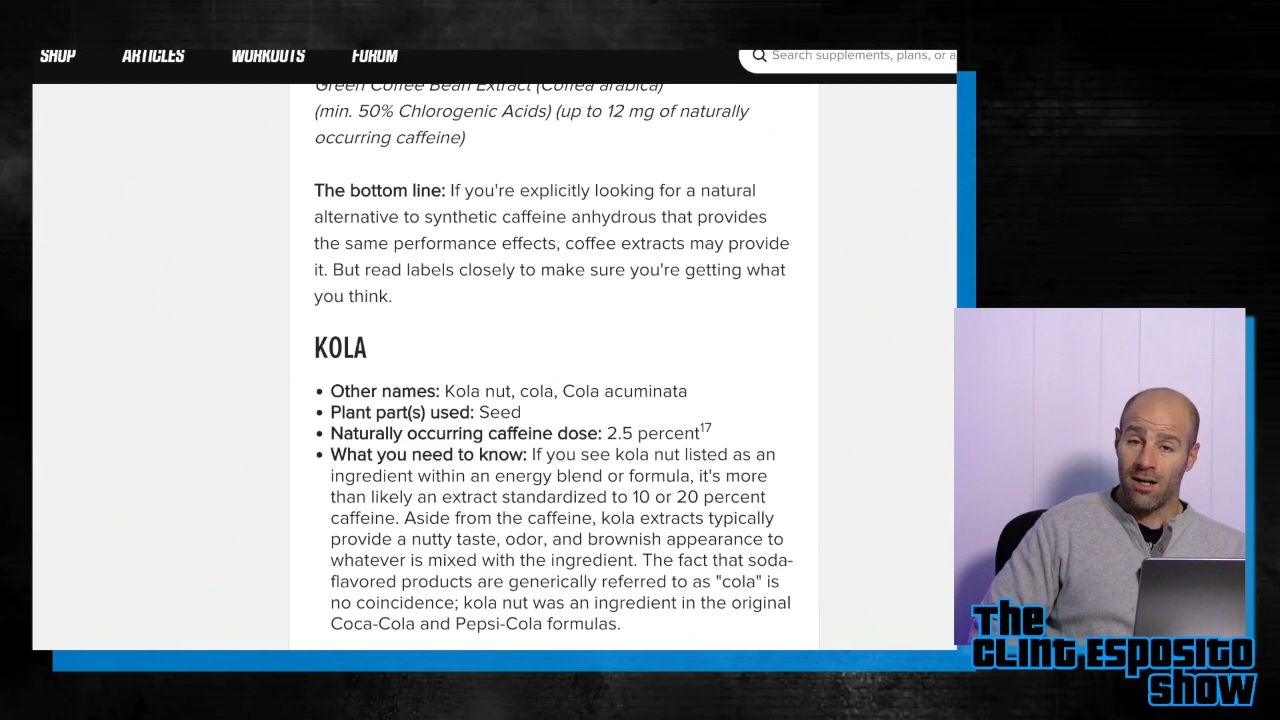 SHOP ARTICLES WORKOUTS FORUM
Search supplements, plans, or a
Green Coffee Bean Extract (Coffea arabica)
(min. 50% Chlorogenic Acids) (up to 12 mg of naturally
occurring caffeine)
The bottom line: If you're explicitly looking for a natural
alternative to synthetic caffeine anhydrous that provides
the same performance effects, coffee extracts may provide
it. But read labels closely to make sure you're getting what
you think.
KOLA
• Other names: Kola nut, cola, Cola acuminata
• Plant part(s) used: Seed
• Naturally occurring caffeine dose: 2.5 percent17
• What you need to know: If you see kola nut listed as an
ingredient within an energy blend or formula, it's more
than likely an extract standardized to 10 or 20 percent
caffeine. Aside from the caffeine, kola extracts typically
provide a nutty taste, odor, and brownish appearance to
whatever is mixed with the ingredient. The fact that soda-
flavored products are generically referred to as "cola" is
no coincidence; kola nut was an ingredient in the original
Coca-Cola and Pepsi-Cola formulas.
The
CLINT ESPOSITO
SHOW